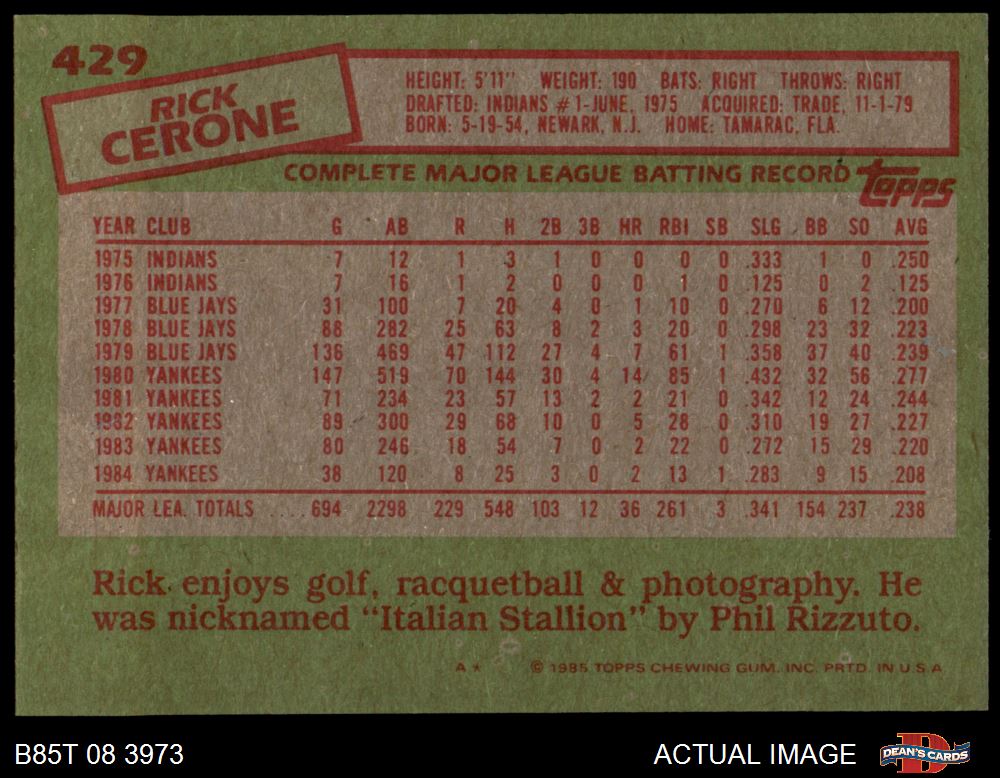 429
RICK
CERONE
HEIGHT: 5'11" WEIGHT: 190 BATS: RIGHT THROWS: RIGHT
DRAFTED: INDIANS #1-JUNE, 1975 ACQUIRED: TRADE, 11-1-79
BORN: 5-19-54, NEWARK, N.J. HOME: TAMARAC, FLA.
COMPLETE MAJOR LEAGUE BATTING RECORD topps
YEAR CLUB G AB R H 2B 3B HR RBI SB SLG BB SO AVG
1975 INDIANS 7 12 1 3 1 0 0 0 0 .333 1 0 .250
1976 INDIANS 7 16 1 2 0 0 0 1 0 .125 0 2 .125
1977 BLUE JAYS 31 100 7 20 4 0 1 10 0 .270 6 12 .200
1978 BLUE JAYS 88 282 25 63 8 2 3 20 0 .298 23 32 .223
1979 BLUE JAYS 136 469 47 112 27 4 7 61 1 .358 37 40 .239
1980 YANKEES 147 519 70 144 30 4 14 85 1 .432 32 56 .277
1981 YANKEES 71 234 23 57 13 2 2 21 0 .342 12 24 .244
1982 YANKEES 89 300 29 68 10 0 5 28 0 .310 19 27 .227
1983 YANKEES 80 246 18 54 7 0 2 22 0 .272 15 29 .220
1984 YANKEES 38 120 8 25 3 0 2 13 1 .283 9 15 .208
MAJOR LEA. TOTALS ..... 694 2298 229 548 103 12 36 261 3 .341 154 237 .238
Rick enjoys golf, racquetball & photography. He
was nicknamed “Italian Stallion” by Phil Rizzuto.
A* © 1985 TOPPS CHEWING GUM, INC. PRTD. IN U.S.A.
B85T 08 3973 ACTUAL IMAGE DEAN'S CARDS